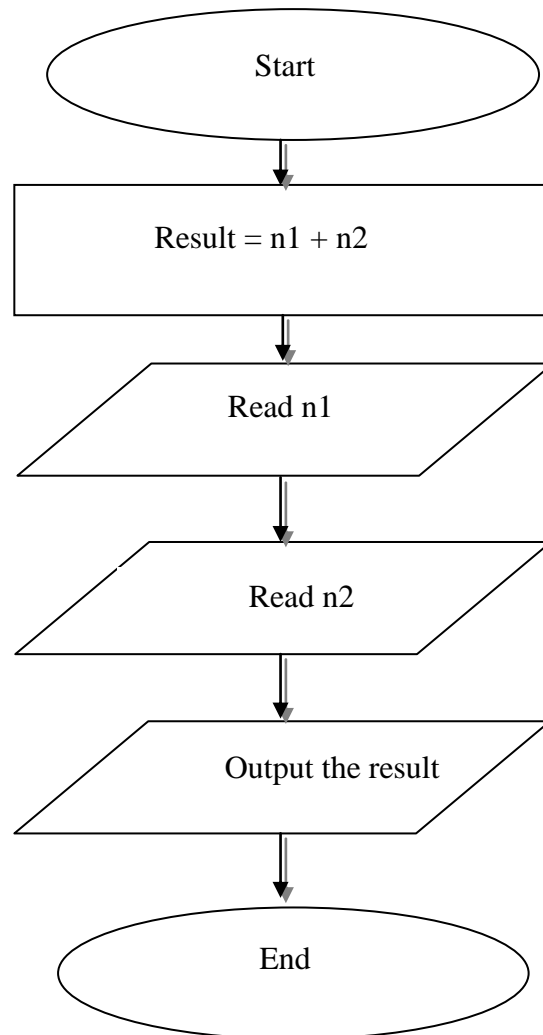 Start
Result = n1 + n2
Read n1
Read n2
Output the result
End